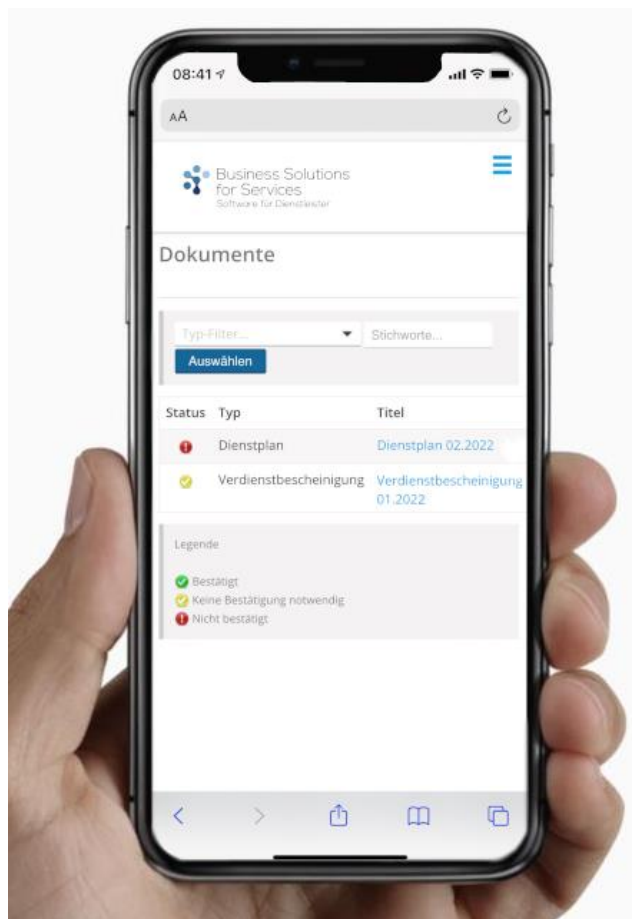 08:41
AA
Business Solutions
for Services
Software für Dienstleister
Dokumente
Typ-Filter... Stichworte...
Auswählen
Status Typ Titel
Dienstplan Dienstplan 02.2022
Verdienstbescheinigung Verdienstbescheinigung
01.2022
Legende
Bestätigt
Keine Bestätigung notwendig
Nicht bestätigt